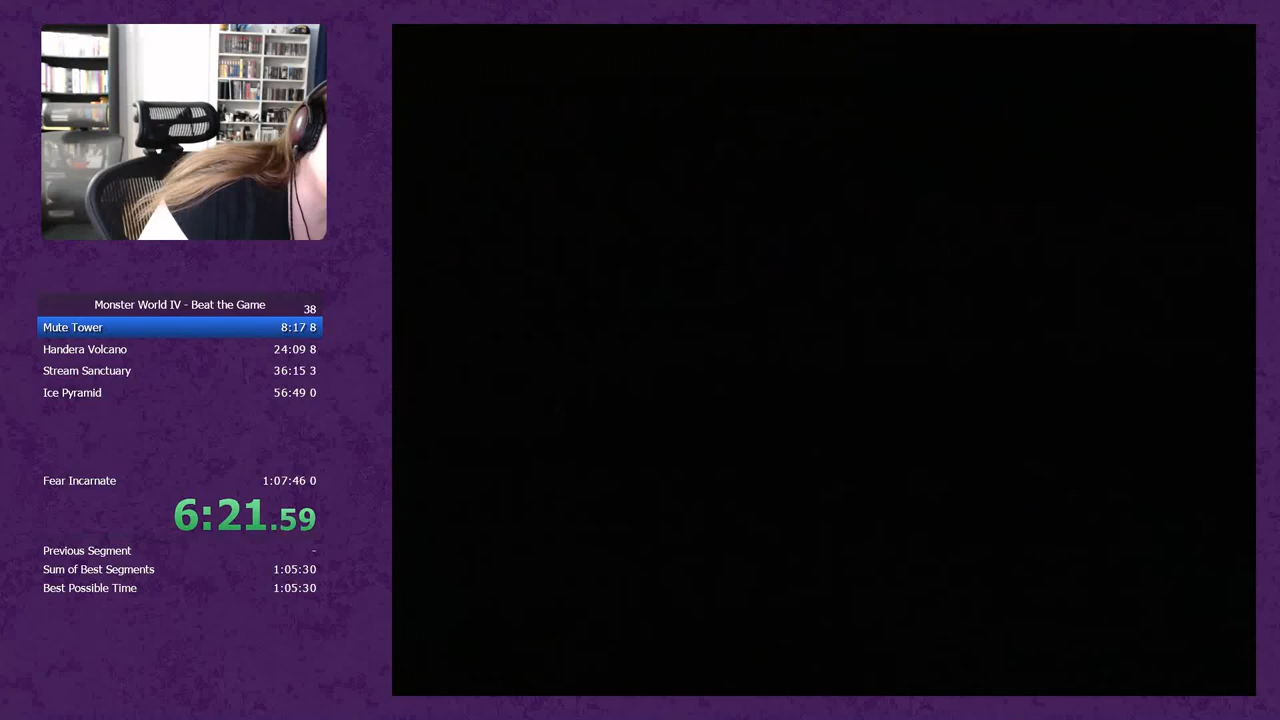 Monster World IV - Beat the Game
38
Mute Tower 8:17 8
Handera Volcano 24:09 8
Stream Sanctuary 36:15 3
Ice Pyramid 56:49 0
Fear Incarnate 1:07:46 0
6:21.59
Previous Segment -
Sum of Best Segments 1:05:30
Best Possible Time 1:05:30